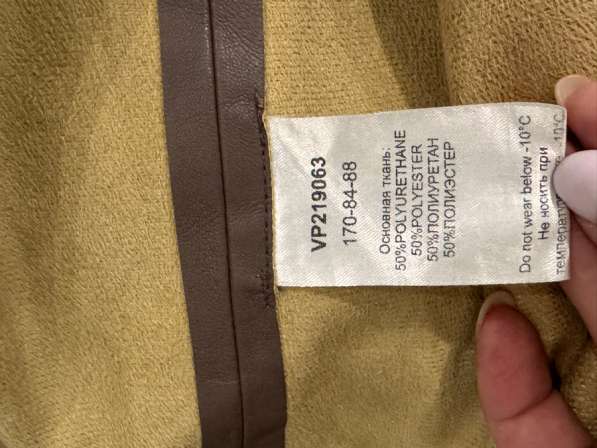 VP219063
170-84-88
Основная ткань:
50%POLYURETHANE
50%POLYESTER
50%ПОЛИУРЕТАН
50%ПОЛИЭСТЕР
Do not wear below -10°C
Не носить при
10°C